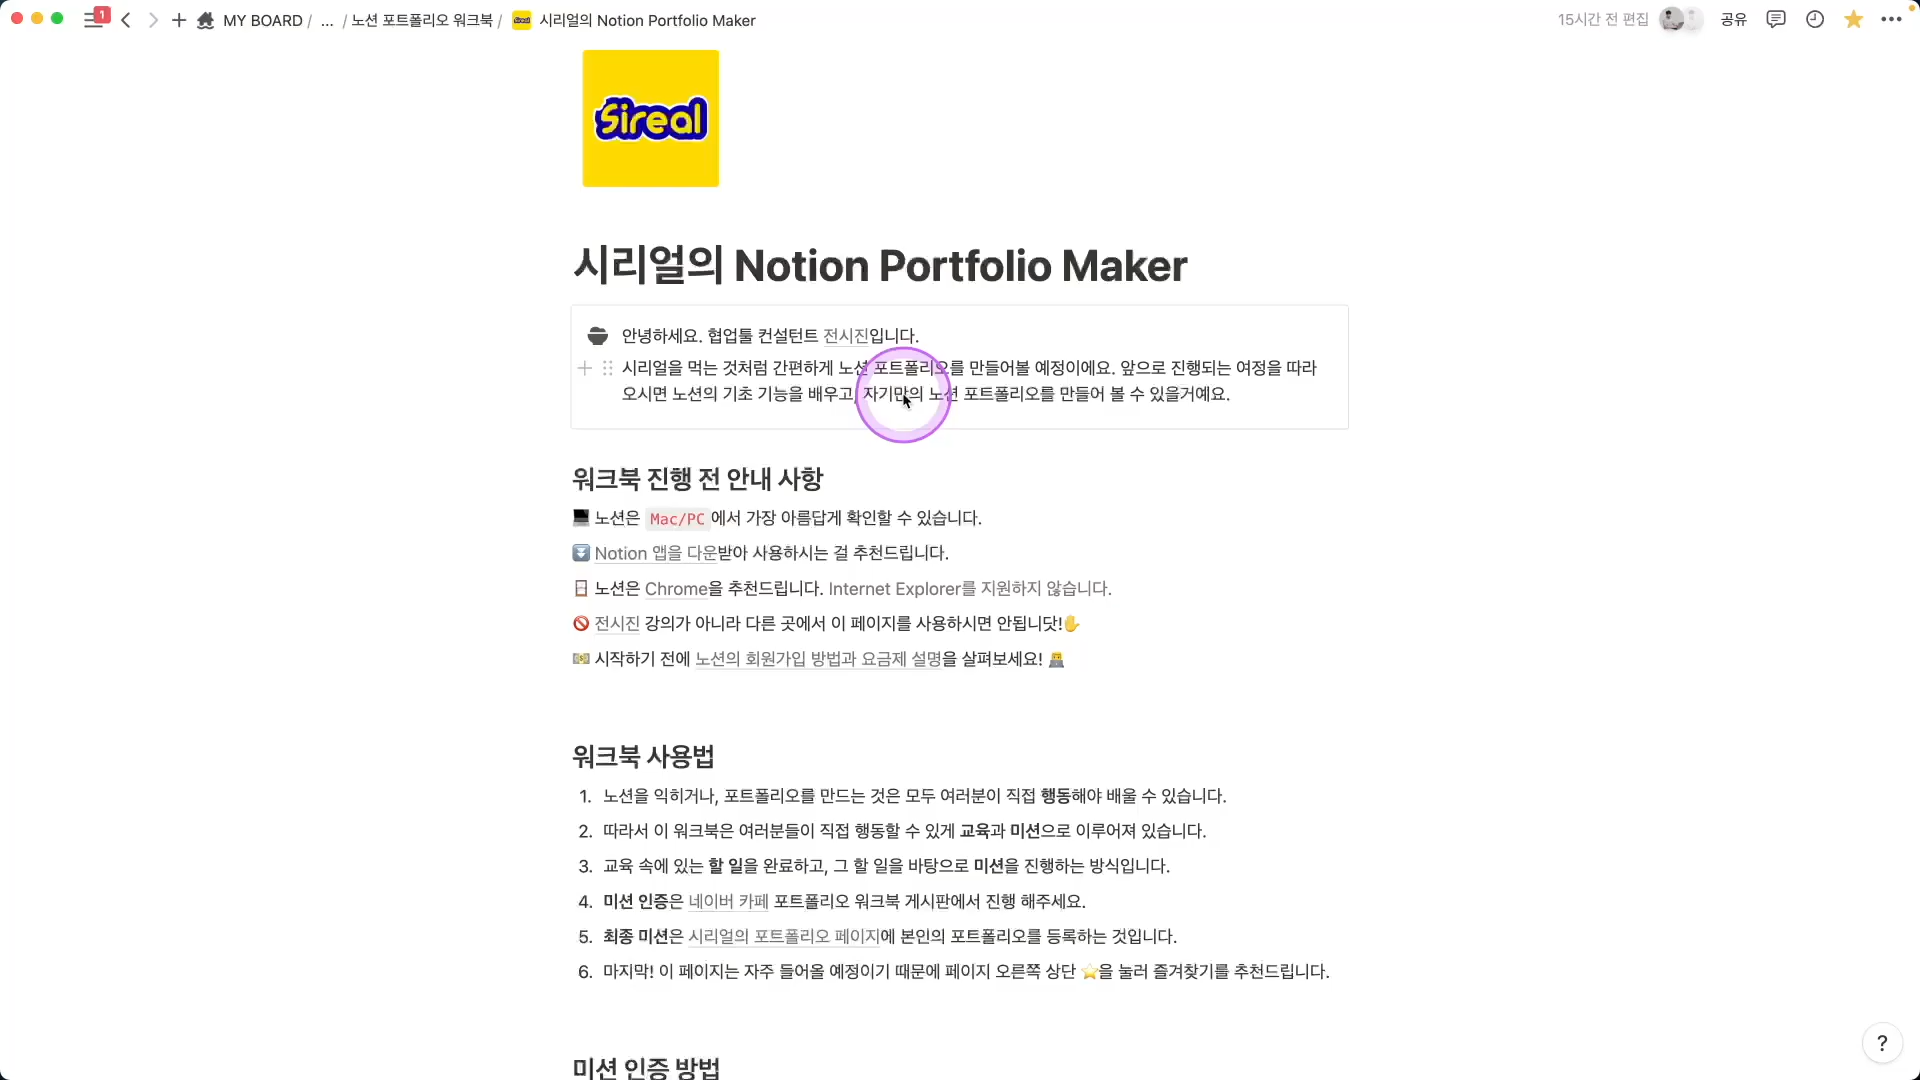 1
MY BOARD / ... / 노션 포트폴리오 워크북 / Sireal 시리얼의 Notion Portfolio Maker
15시간 전 편집 공유
Sireal
시리얼의 Notion Portfolio Maker
안녕하세요. 협업툴 컨설턴트 전시진입니다.
시리얼을 먹는 것처럼 간편하게 노션 포트폴리오를 만들어볼 예정이에요. 앞으로 진행되는 여정을 따라
오시면 노션의 기초 기능을 배우고, 자기만의 노션 포트폴리오를 만들어 볼 수 있을거예요.
워크북 진행 전 안내 사항
노션은 Mac/PC 에서 가장 아름답게 확인할 수 있습니다.
Notion 앱을 다운받아 사용하시는 걸 추천드립니다.
노션은 Chrome을 추천드립니다. Internet Explorer를 지원하지 않습니다.
전시진 강의가 아니라 다른 곳에서 이 페이지를 사용하시면 안됩니닷!✋
시작하기 전에 노션의 회원가입 방법과 요금제 설명을 살펴보세요!
워크북 사용법
1. 노션을 익히거나, 포트폴리오를 만드는 것은 모두 여러분이 직접 행동해야 배울 수 있습니다.
2. 따라서 이 워크북은 여러분들이 직접 행동할 수 있게 교육과 미션으로 이루어져 있습니다.
3. 교육 속에 있는 할 일을 완료하고, 그 할 일을 바탕으로 미션을 진행하는 방식입니다.
4. 미션 인증은 네이버 카페 포트폴리오 워크북 게시판에서 진행 해주세요.
5. 최종 미션은 시리얼의 포트폴리오 페이지에 본인의 포트폴리오를 등록하는 것입니다.
6. 마지막! 이 페이지는 자주 들어올 예정이기 때문에 페이지 오른쪽 상단 ⭐을 눌러 즐겨찾기를 추천드립니다.
미션 인증 방법
?